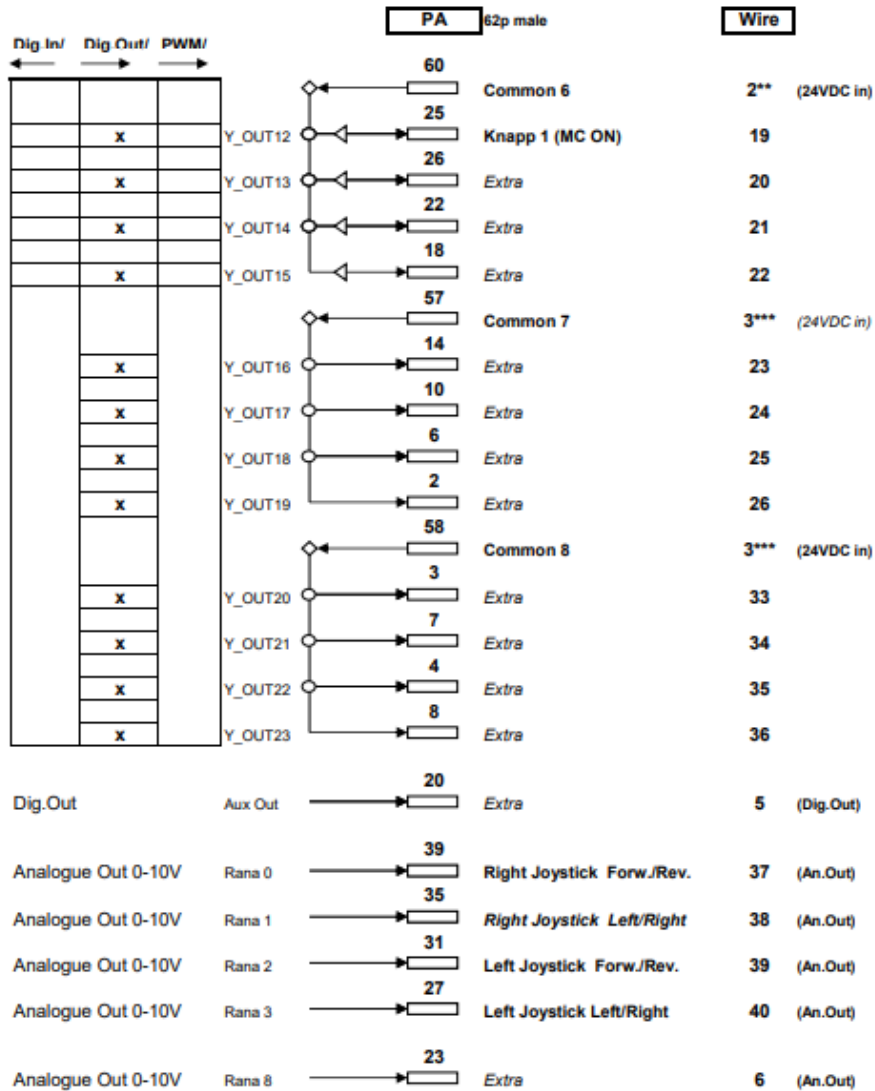 PA 62p male Wire
Dig.In/ Dig.Out/ PWM/
60
Common 6 2** (24VDC in)
25
x Y_OUT12 Knapp 1 (MC ON) 19
26
x Y_OUT13 Extra 20
22
x Y_OUT14 Extra 21
18
x Y_OUT15 Extra 22
57
Common 7 3*** (24VDC in)
14
x Y_OUT16 Extra 23
10
x Y_OUT17 Extra 24
6
x Y_OUT18 Extra 25
2
x Y_OUT19 Extra 26
58
Common 8 3*** (24VDC in)
3
x Y_OUT20 Extra 33
7
x Y_OUT21 Extra 34
4
x Y_OUT22 Extra 35
8
x Y_OUT23 Extra 36
20
Dig.Out Aux Out Extra 5 (Dig.Out)
39
Analogue Out 0-10V Rana 0 Right Joystick Forw./Rev. 37 (An.Out)
35
Analogue Out 0-10V Rana 1 Right Joystick Left/Right 38 (An.Out)
31
Analogue Out 0-10V Rana 2 Left Joystick Forw./Rev. 39 (An.Out)
27
Analogue Out 0-10V Rana 3 Left Joystick Left/Right 40 (An.Out)
23
Analogue Out 0-10V Rana 8 Extra 6 (An.Out)